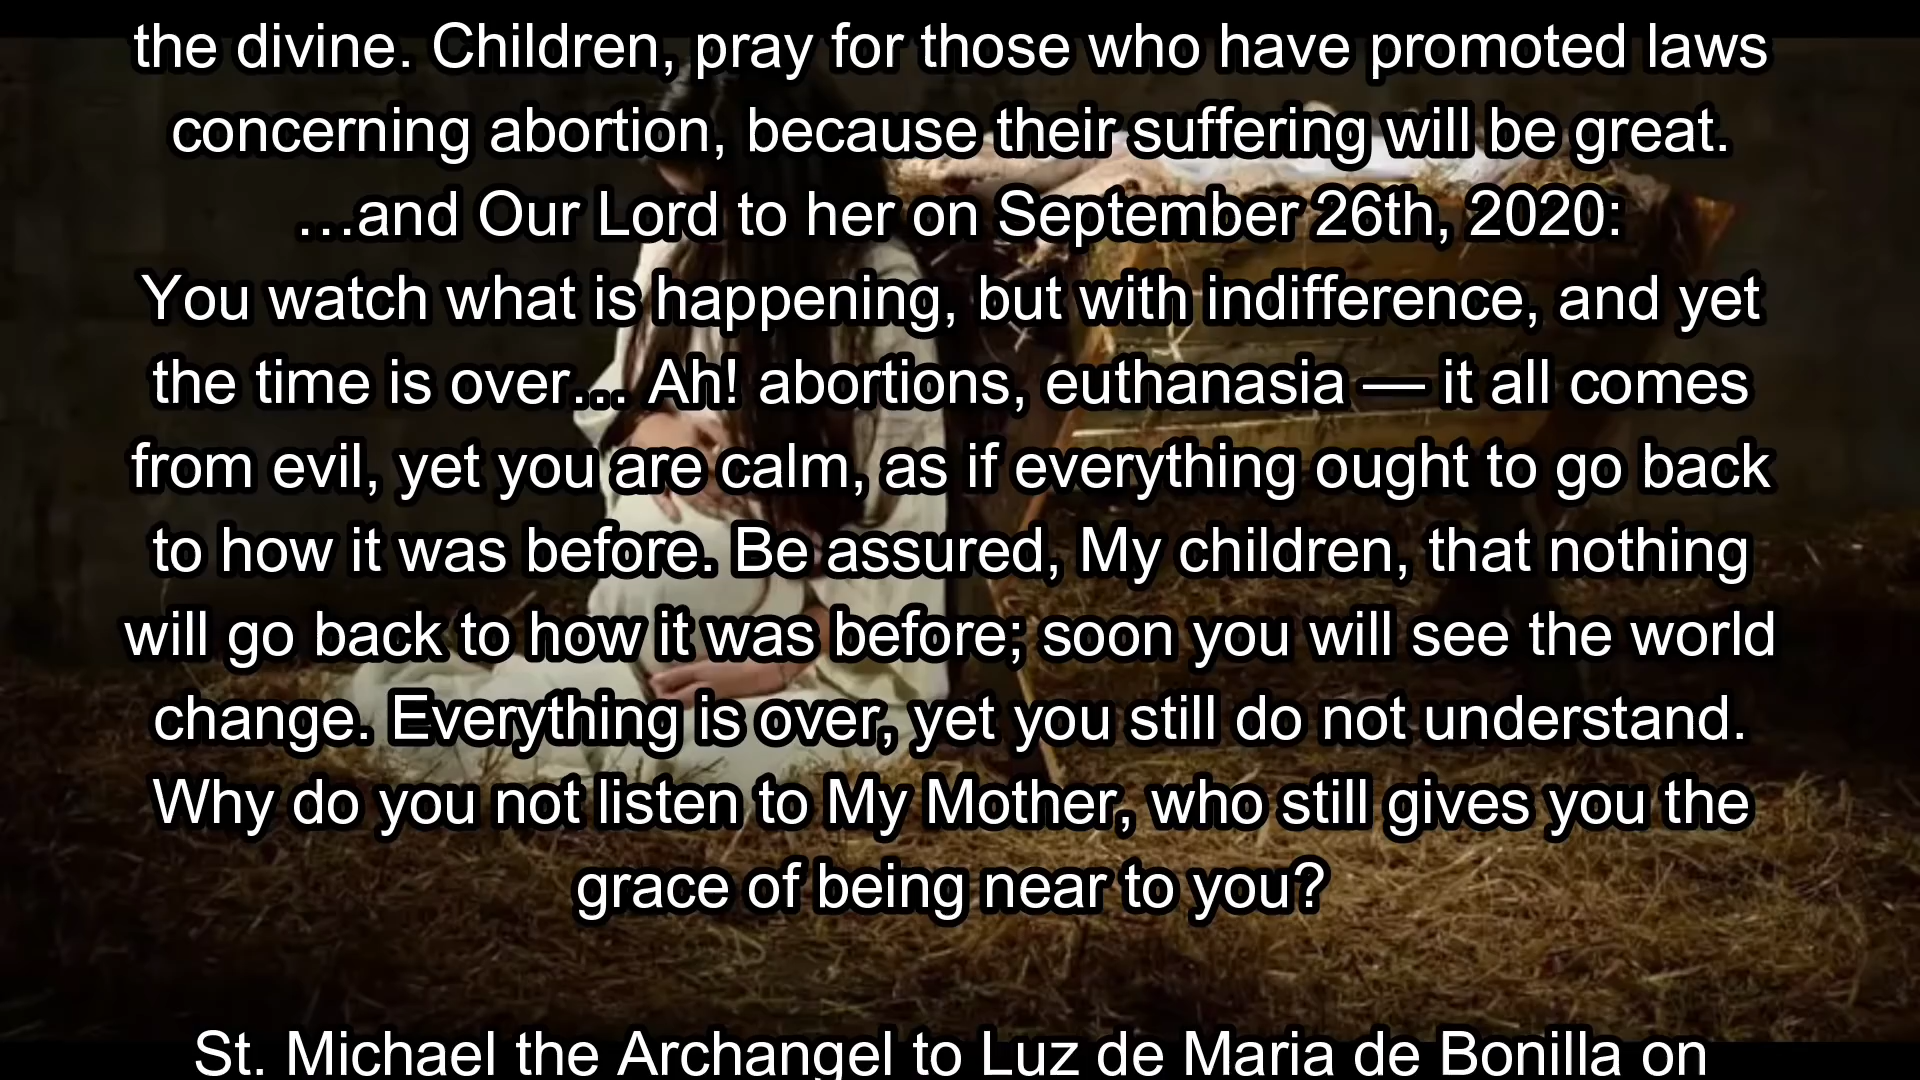 the divine. Children, pray for those who have promoted laws
concerning abortion, because their suffering will be great.
…and Our Lord to her on September 26th, 2020:
You watch what is happening, but with indifference, and yet
the time is over... Ah! abortions, euthanasia — it all comes
from evil, yet you are calm, as if everything ought to go back
to how it was before. Be assured, My children, that nothing
will go back to how it was before; soon you will see the world
change. Everything is over, yet you still do not understand.
Why do you not listen to My Mother, who still gives you the
grace of being near to you?
St. Michael the Archangel to Luz de Maria de Bonilla on